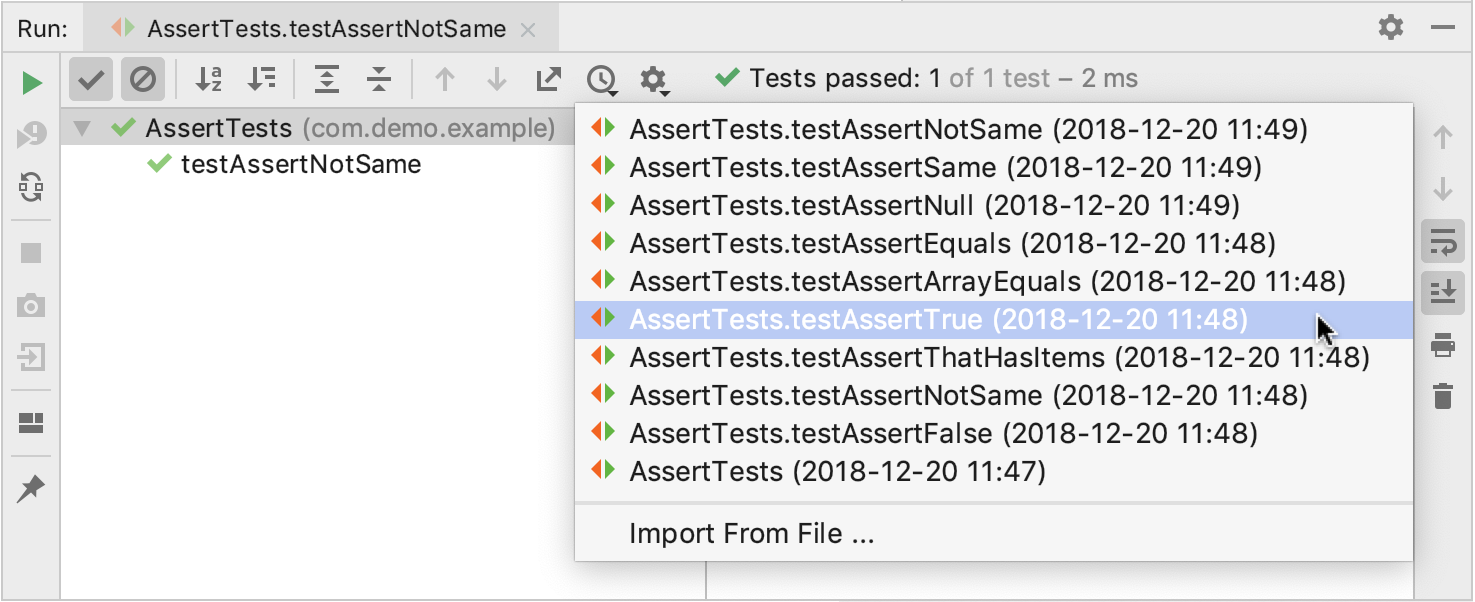 Run: AssertTests.testAssertNotSame
Tests passed: 1 of 1 test – 2 ms
AssertTests (com.demo.example)
testAssertNotSame
AssertTests.testAssertNotSame (2018-12-20 11:49)
AssertTests.testAssertSame (2018-12-20 11:49)
AssertTests.testAssertNull (2018-12-20 11:49)
AssertTests.testAssertEquals (2018-12-20 11:48)
AssertTests.testAssertArrayEquals (2018-12-20 11:48)
AssertTests.testAssertTrue (2018-12-20 11:48)
AssertTests.testAssertThatHasItems (2018-12-20 11:48)
AssertTests.testAssertNotSame (2018-12-20 11:48)
AssertTests.testAssertFalse (2018-12-20 11:48)
AssertTests (2018-12-20 11:47)
Import From File ...